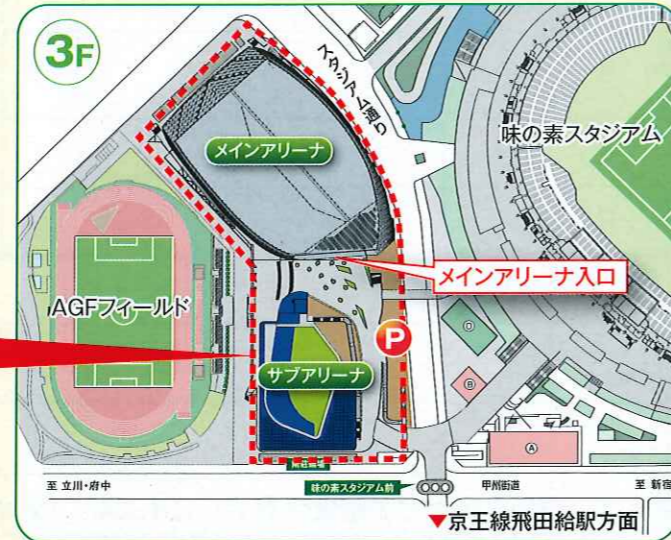 3F
スタジアム通り
メインアリーナ
味の素スタジアム
メインアリーナ入口
AGFフィールド
P
C
サブアリーナ
B
A
至 立川・府中
味の素スタジアム前
甲州街道
至 新宿
▼京王線飛田給駅方面